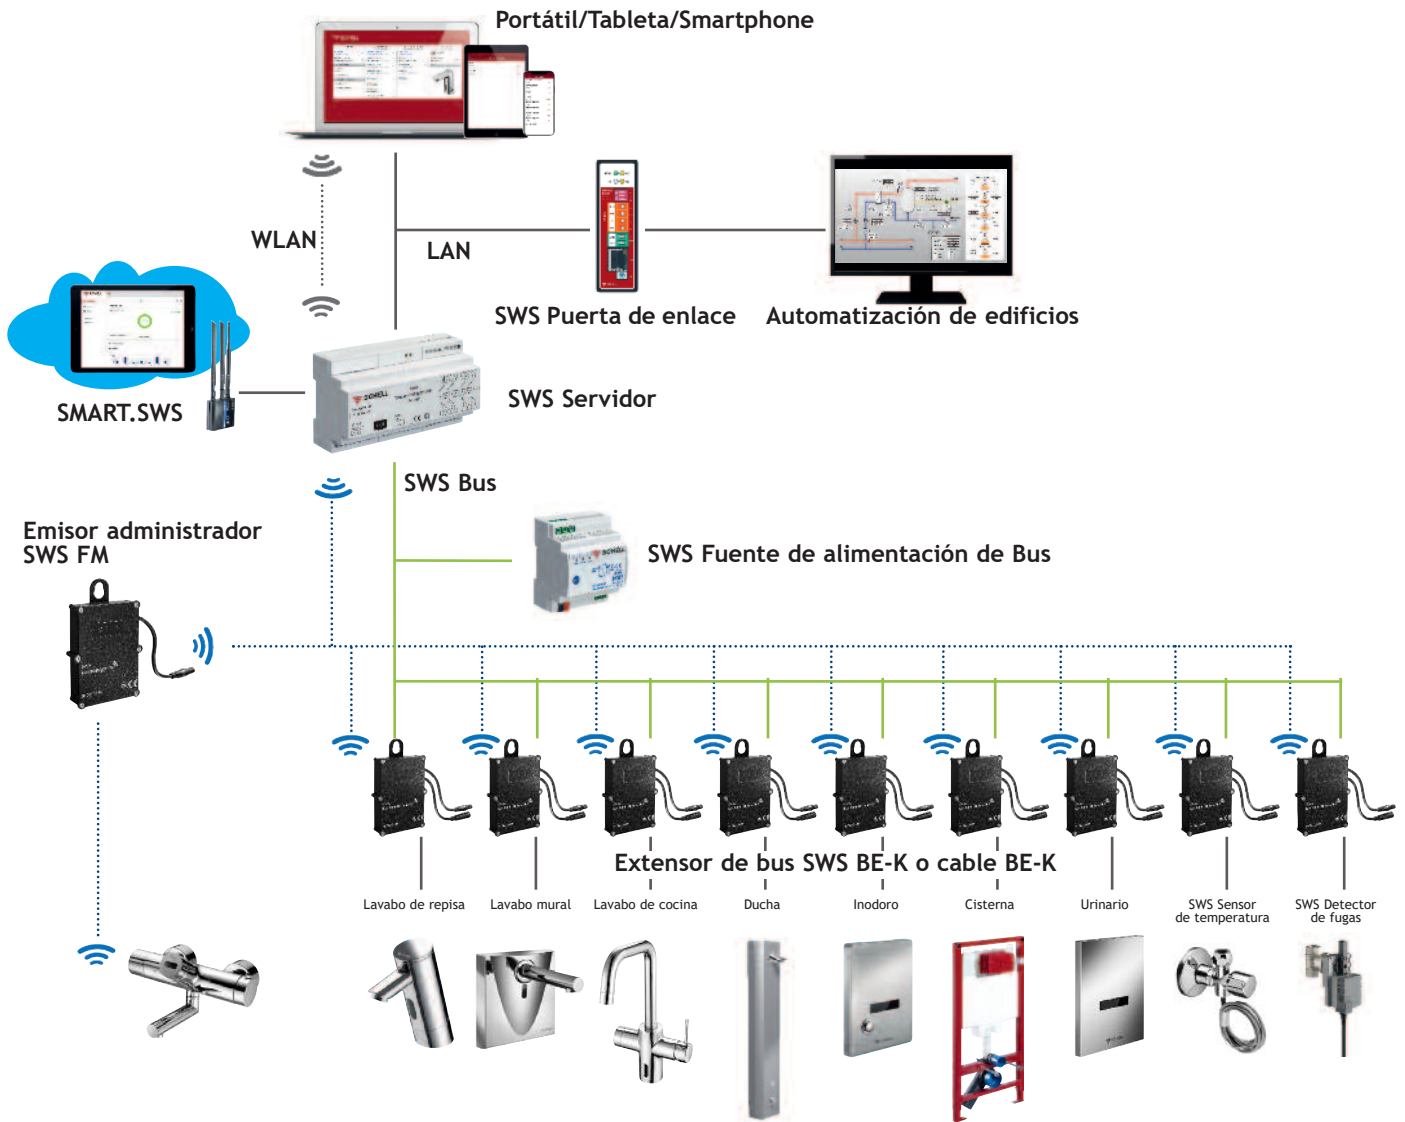 Portátil/Tableta/Smartphone
WLAN
LAN
SWS Puerta de enlace
Automatización de edificios
SMART.SWS
SCHELL
SWS Servidor
SWS Bus
Emisor administrador
SWS FM
SCHELL
SWS Fuente de alimentación de Bus
Extensor de bus SWS BE-K o cable BE-K
Lavabo de repisa
Lavabo mural
Lavabo de cocina
Ducha
Inodoro
Cisterna
Urinario
SWS Sensor
de temperatura
SWS Detector
de fugas